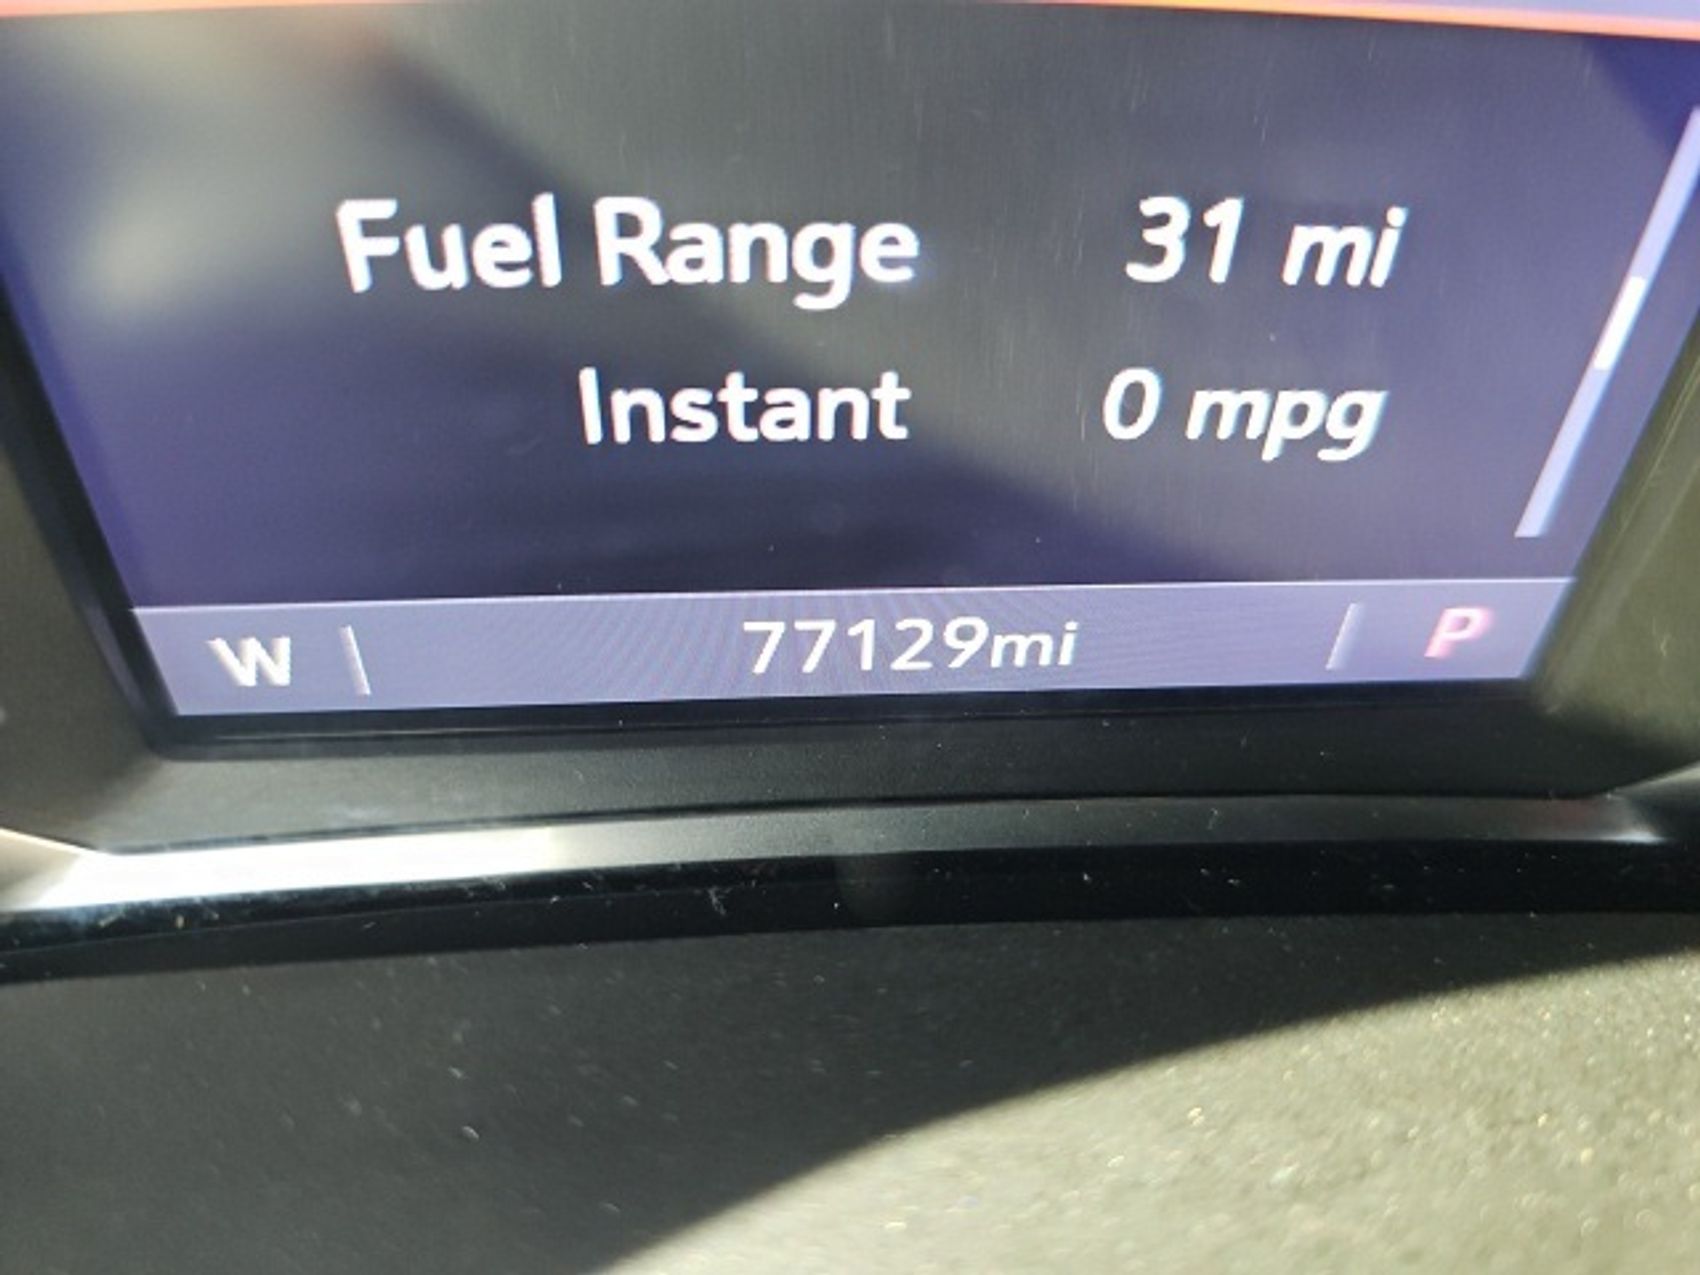 Fuel Range 31 mi
Instant 0 mpg
W 77129mi P